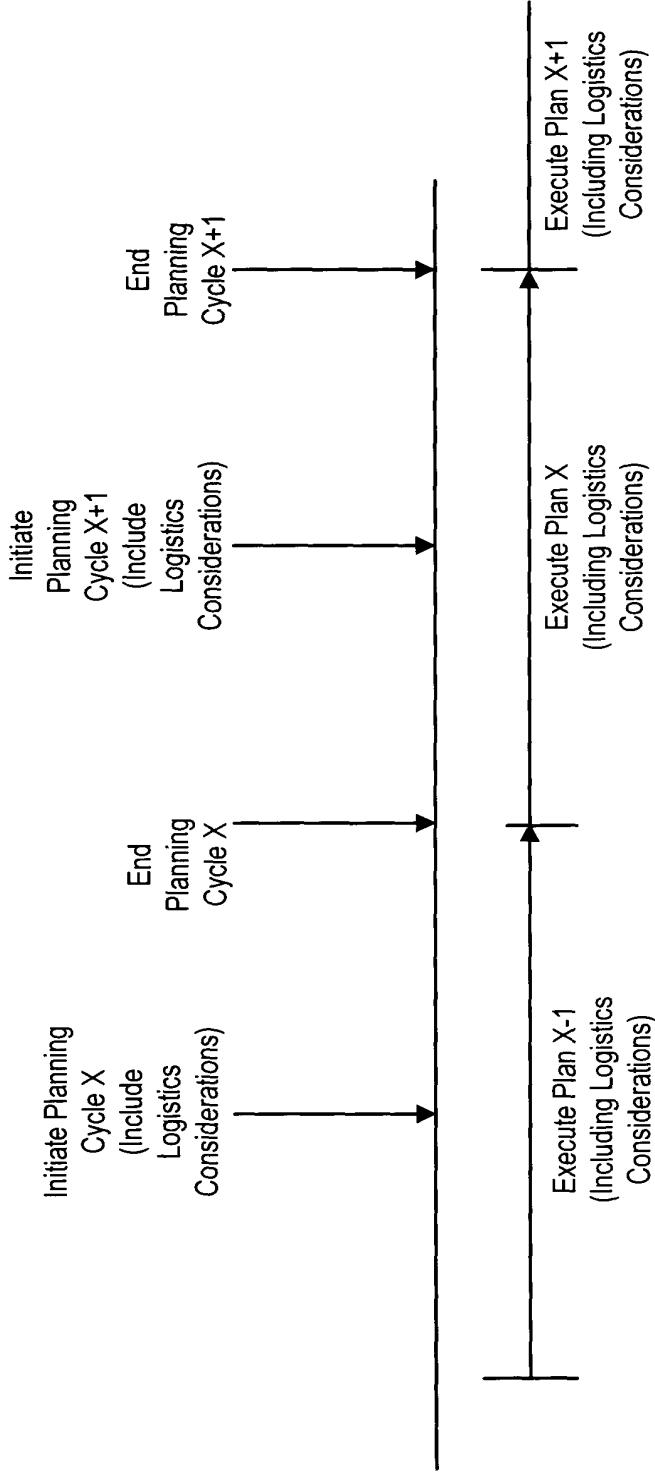 Initiate Planning
Cycle X
(Include
Logistics
Considerations)
End
Planning
Cycle X
Initiate
Planning
Cycle X+1
(Include
Logistics
Considerations)
End
Planning
Cycle X+1
Execute Plan X-1
(Including Logistics
Considerations)
Execute Plan X
(Including Logistics
Considerations)
Execute Plan X+1
(Including Logistics
Considerations)